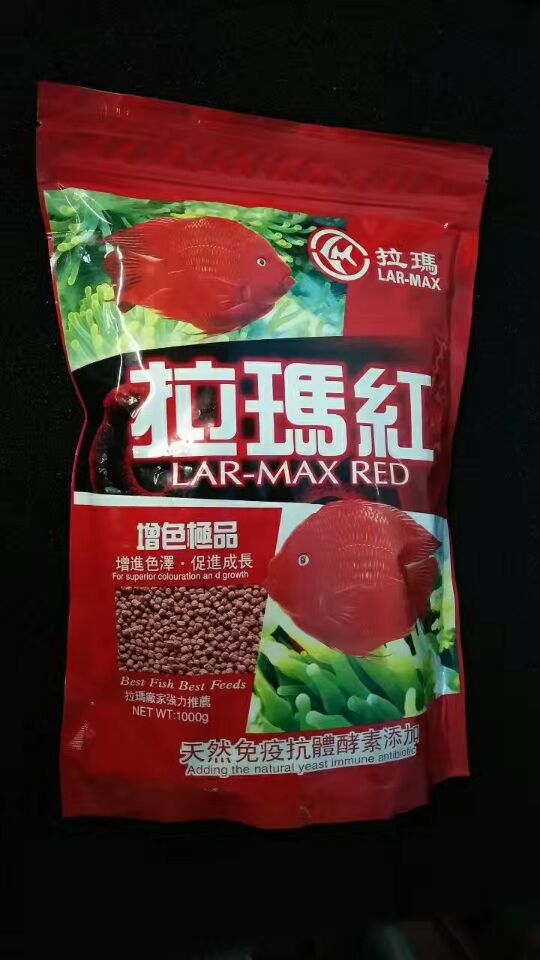 拉瑪
LAR-MAX
拉瑪紅
LAR-MAX RED
增色極品
增進色澤·促進成長
For superior colouration an d growth
Best Fish Best Feeds
拉瑪廠家強力推薦
NET WT:1000g
天然免疫抗體酵素添加
Adding the natural yeast immune antibiotic